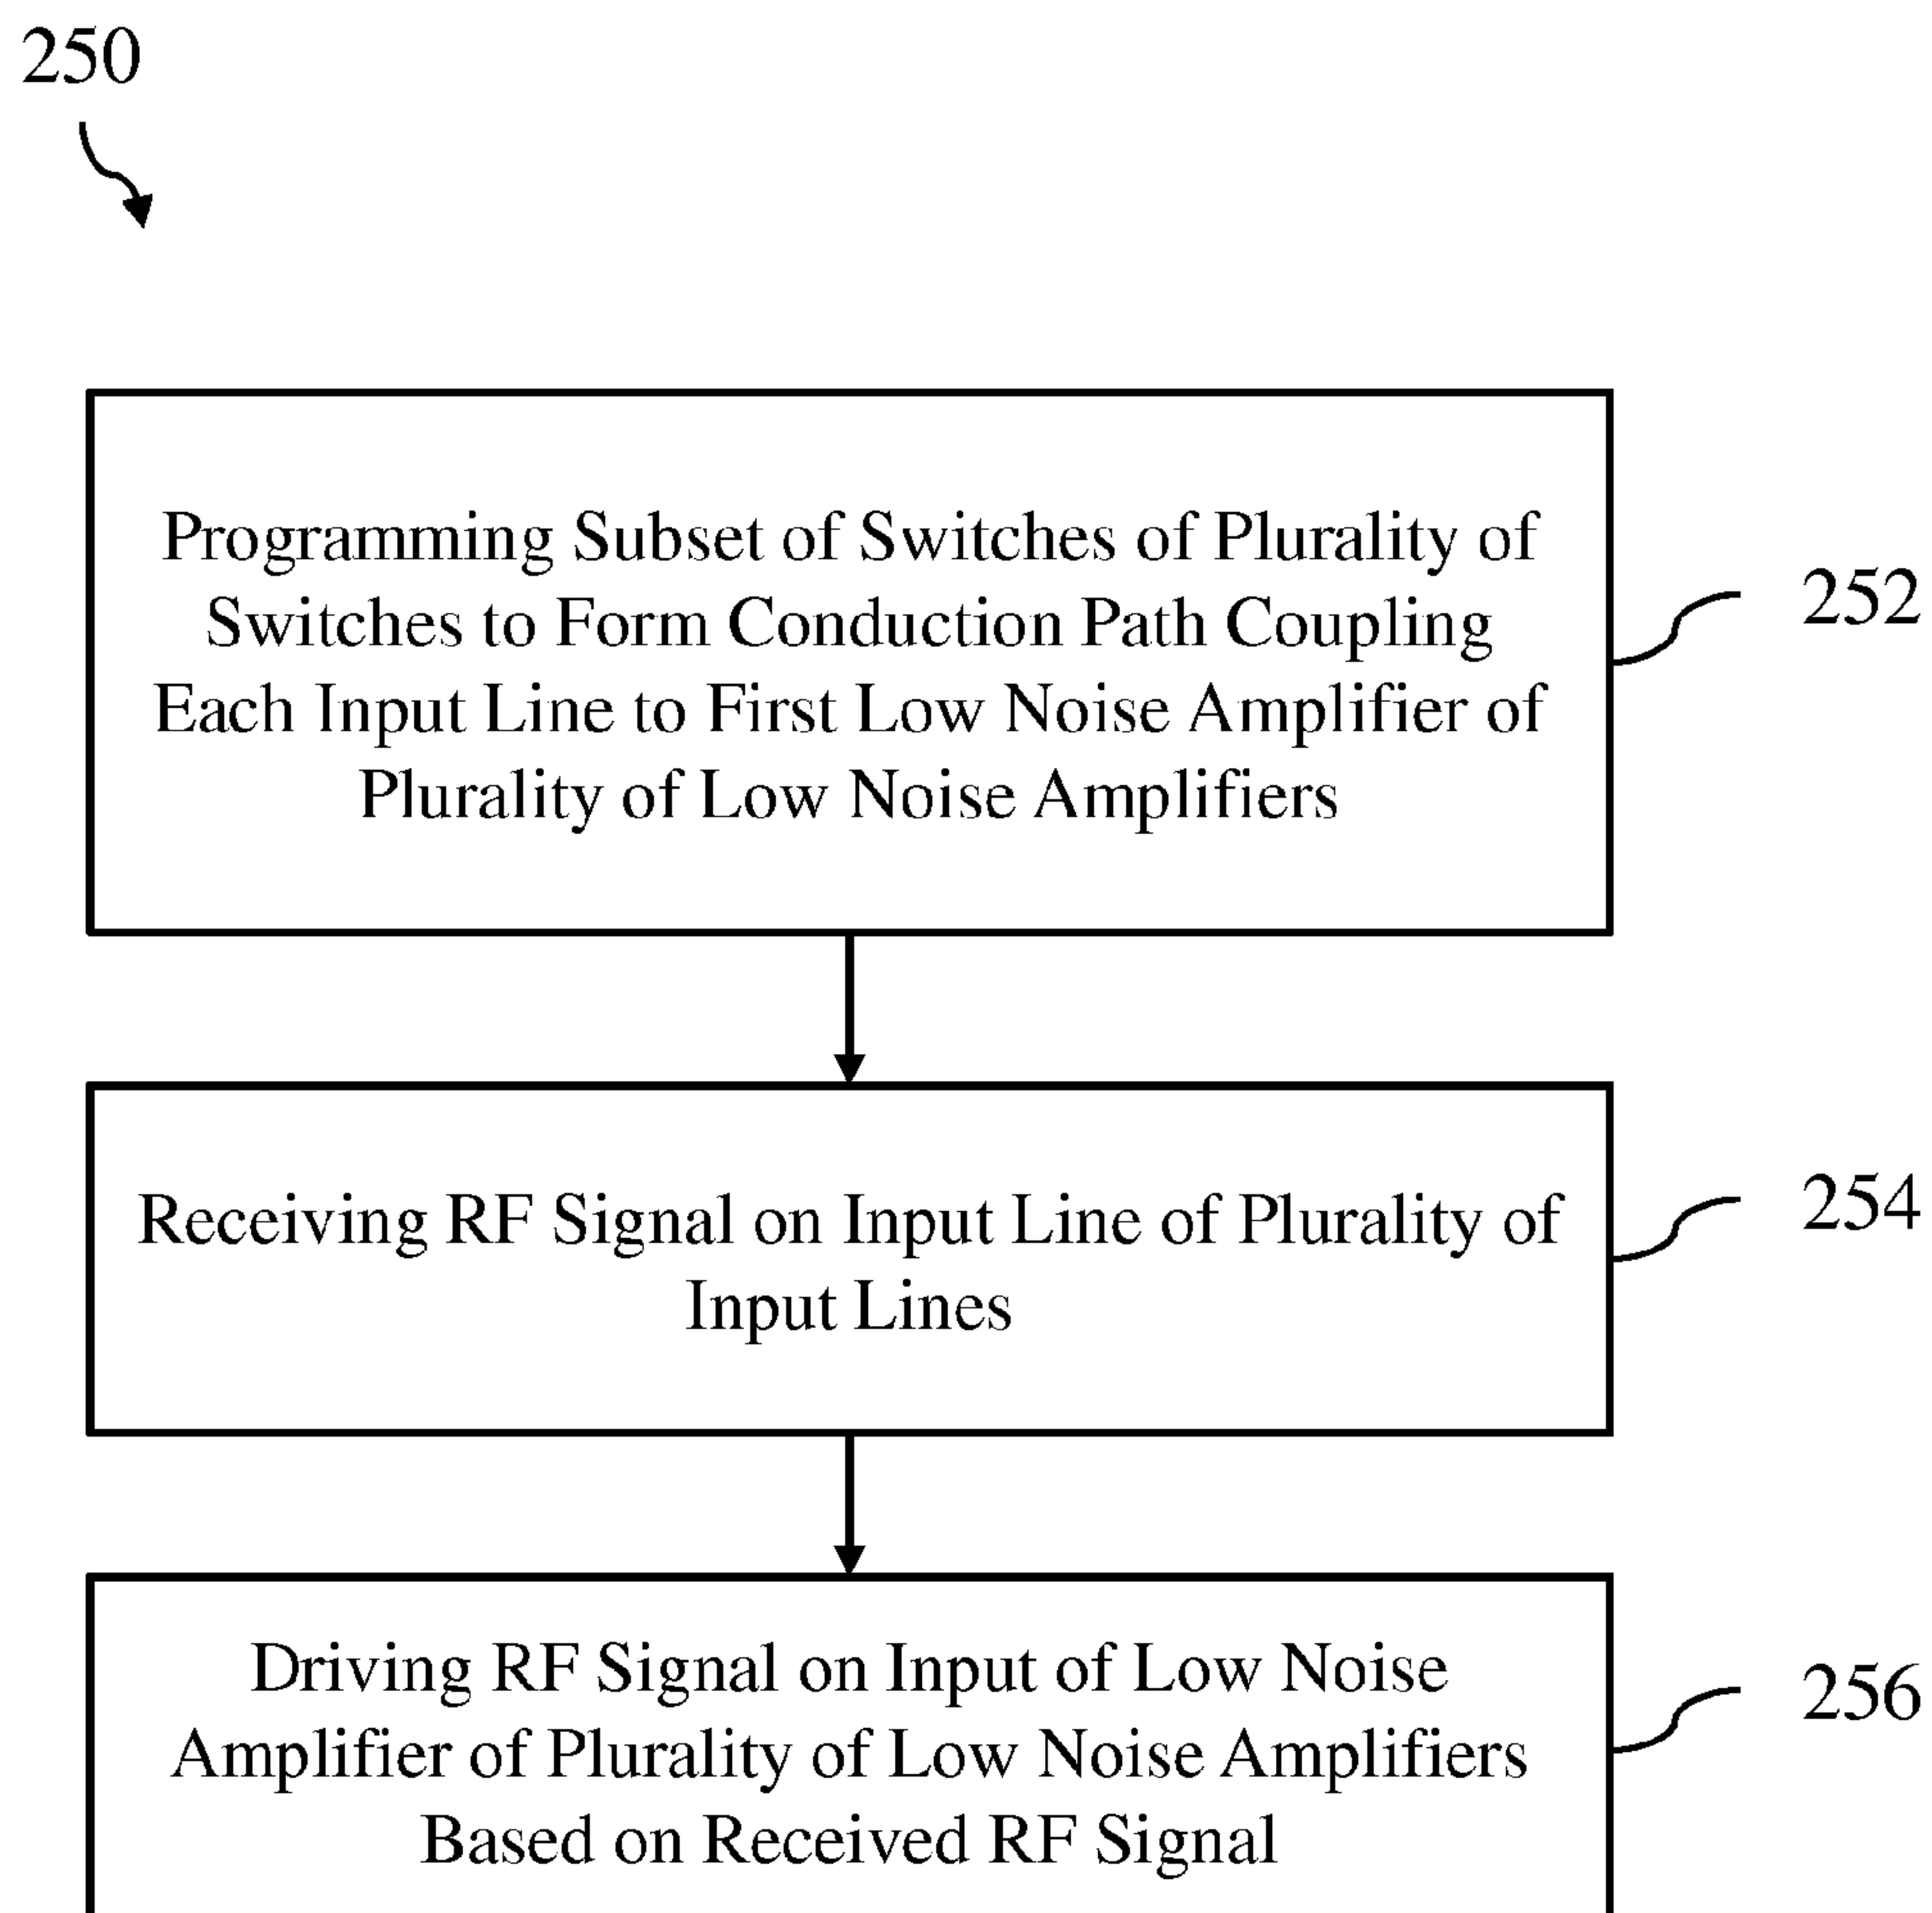 250
Programming Subset of Switches of Plurality of
Switches to Form Conduction Path Coupling
Each Input Line to First Low Noise Amplifier of
Plurality of Low Noise Amplifiers
252
Receiving RF Signal on Input Line of Plurality of
Input Lines
254
Driving RF Signal on Input of Low Noise
Amplifier of Plurality of Low Noise Amplifiers
Based on Received RF Signal
256